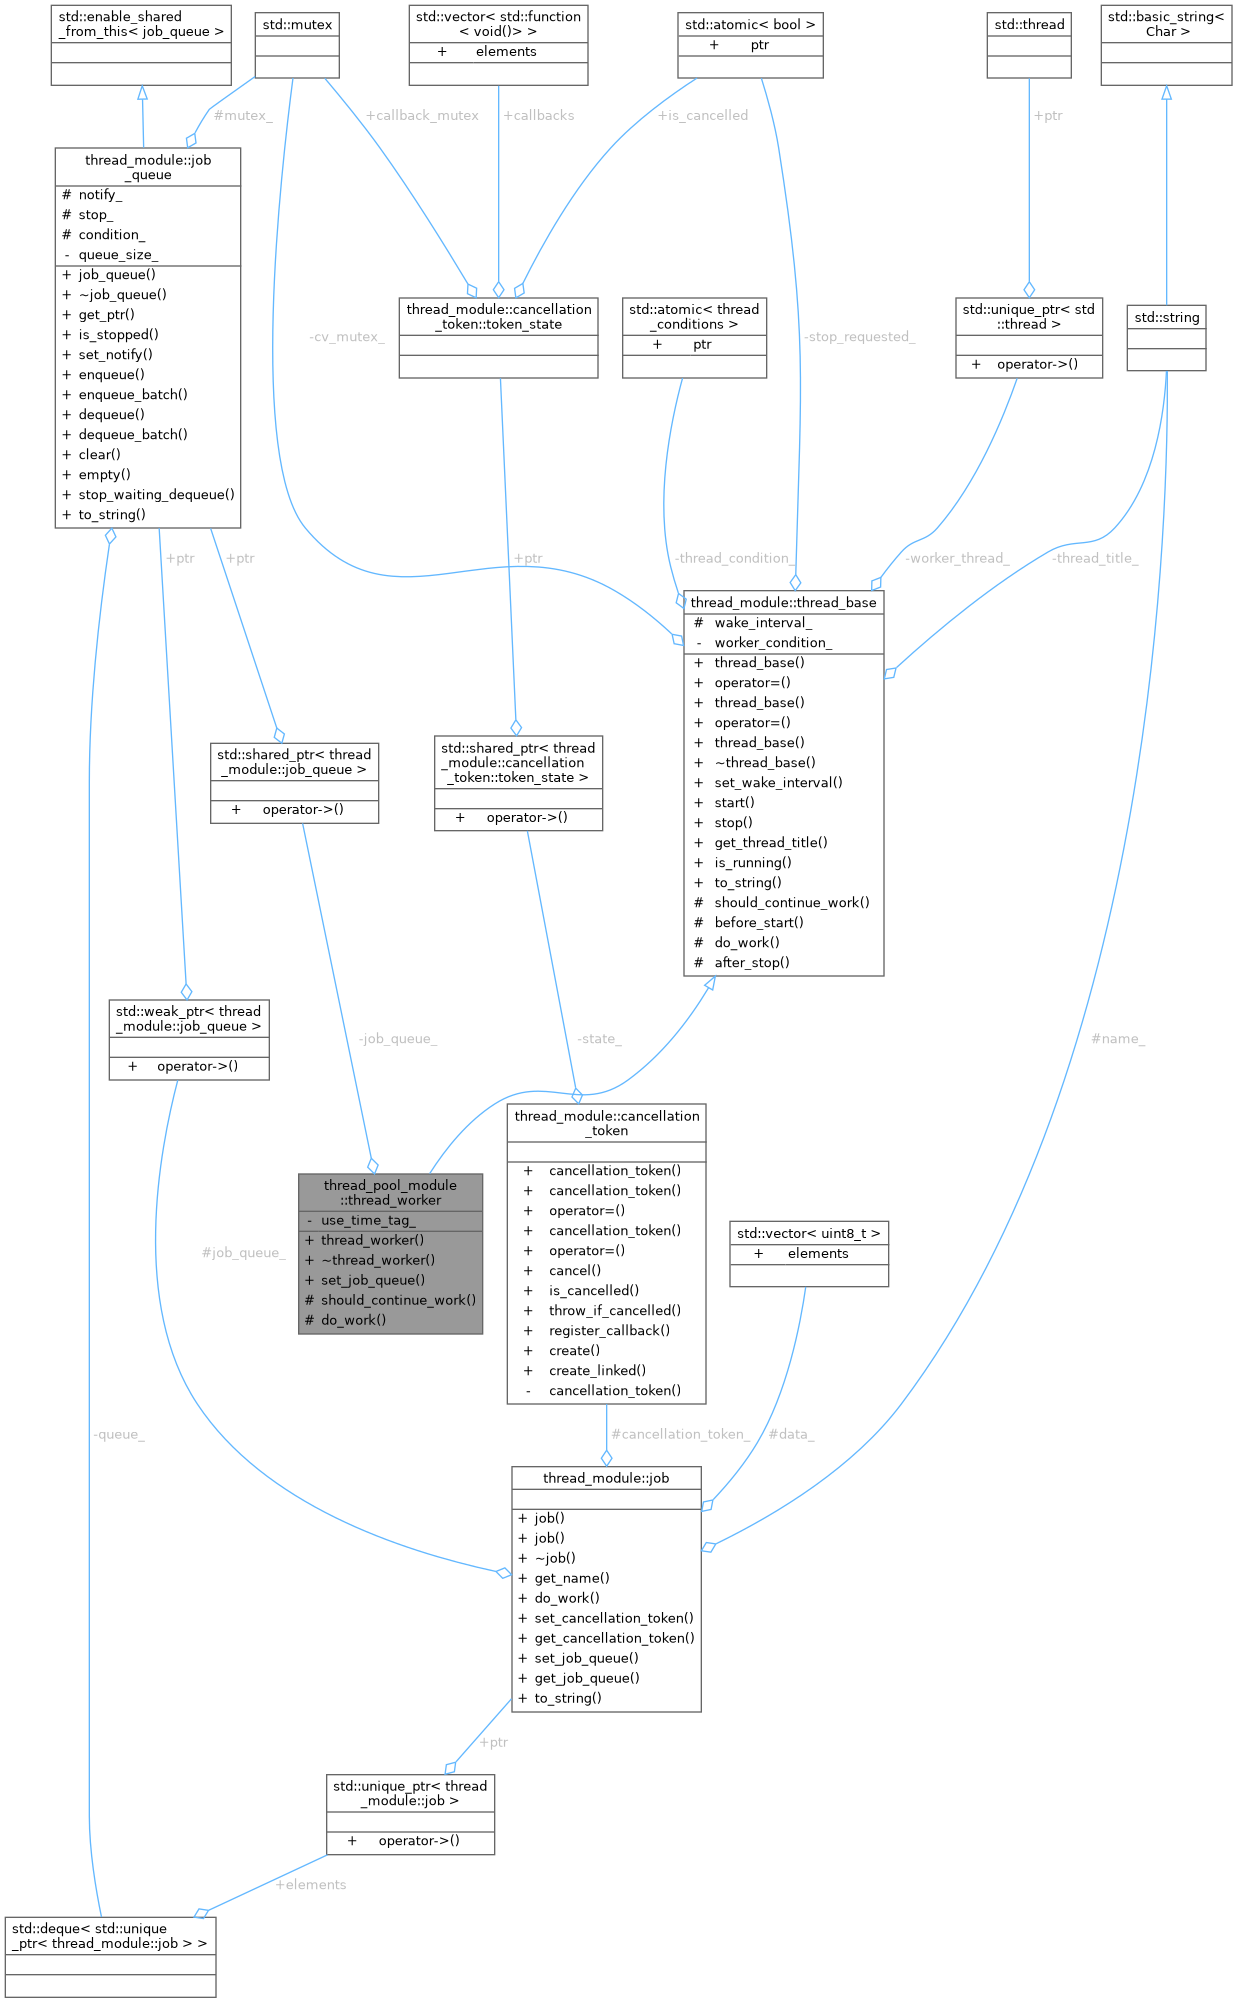 std::enable_shared
_from_this< job_queue >
std::mutex
std::vector< std::function
< void()> >
+ elements
std::atomic< bool >
+ ptr
std::thread
std::basic_string<
Char >
#mutex_
+callback_mutex
+callbacks
+is_cancelled
+ptr
thread_module::job
_queue
# notify_
# stop_
# condition_
- queue_size_
+ job_queue()
+ ~job_queue()
+ get_ptr()
+ is_stopped()
+ set_notify()
+ enqueue()
+ enqueue_batch()
+ dequeue()
+ dequeue_batch()
+ clear()
+ empty()
+ stop_waiting_dequeue()
+ to_string()
-cv_mutex_
thread_module::cancellation
_token::token_state
std::atomic< thread
_conditions >
+ ptr
-stop_requested_
std::unique_ptr< std
::thread >
+ operator->()
std::string
+ptr
+ptr
+ptr
-thread_condition_
-worker_thread_
-thread_title_
thread_module::thread_base
# wake_interval_
- worker_condition_
+ thread_base()
+ operator=()
+ thread_base()
+ operator=()
+ thread_base()
+ ~thread_base()
+ set_wake_interval()
+ start()
+ stop()
+ get_thread_title()
+ is_running()
+ to_string()
# should_continue_work()
# before_start()
# do_work()
# after_stop()
std::shared_ptr< thread
_module::job_queue >
+ operator->()
std::shared_ptr< thread
_module::cancellation
_token::token_state >
+ operator->()
std::weak_ptr< thread
_module::job_queue >
+ operator->()
-job_queue_
-state_
#name_
thread_pool_module
::thread_worker
- use_time_tag_
+ thread_worker()
+ ~thread_worker()
+ set_job_queue()
# should_continue_work()
# do_work()
thread_module::cancellation
_token
+ cancellation_token()
+ cancellation_token()
+ operator=()
+ cancellation_token()
+ operator=()
+ cancel()
+ is_cancelled()
+ throw_if_cancelled()
+ register_callback()
+ create()
+ create_linked()
- cancellation_token()
std::vector< uint8_t >
+ elements
#job_queue_
-queue_
#cancellation_token_
#data_
thread_module::job
+ job()
+ job()
+ ~job()
+ get_name()
+ do_work()
+ set_cancellation_token()
+ get_cancellation_token()
+ set_job_queue()
+ get_job_queue()
+ to_string()
+ptr
std::unique_ptr< thread
_module::job >
+ operator->()
+elements
std::deque< std::unique
_ptr< thread_module::job > >